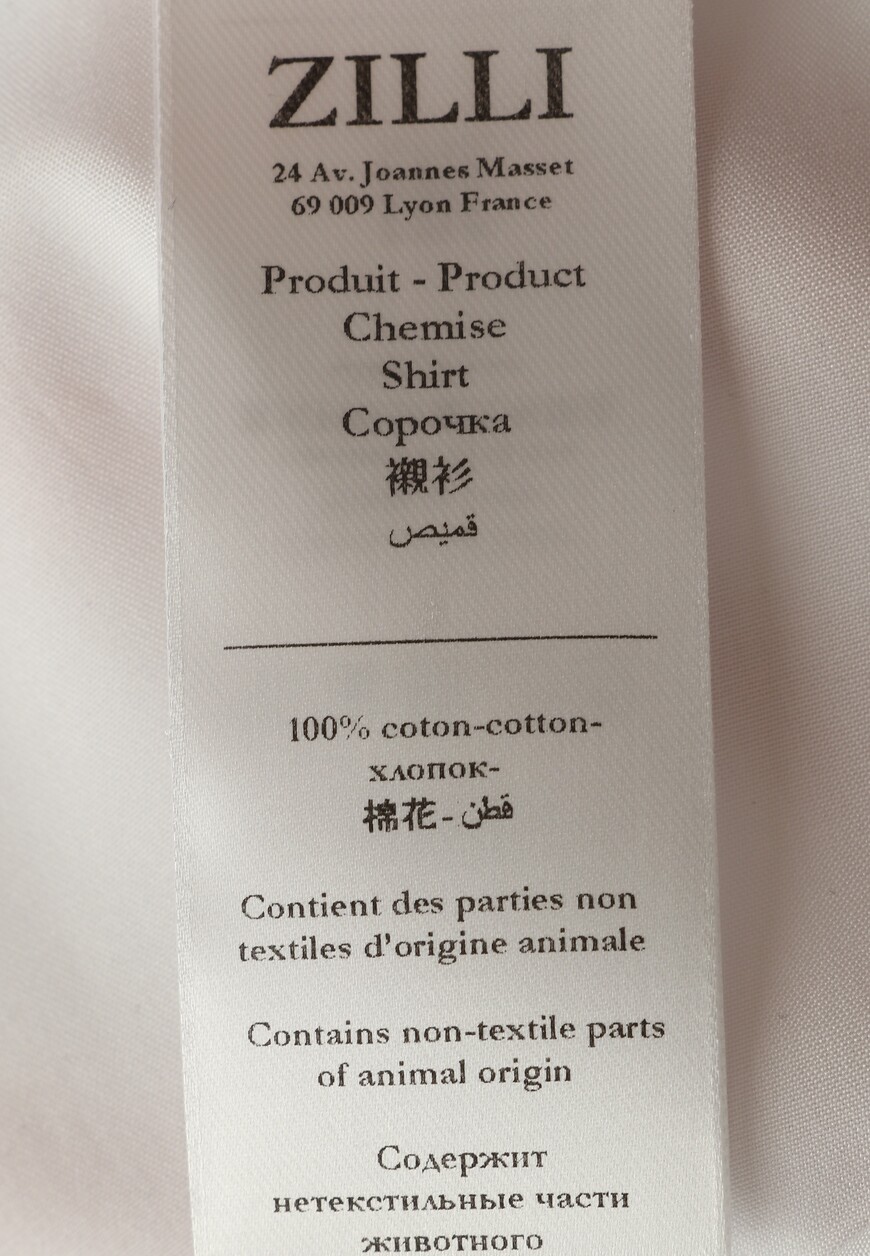 ZILLI
24 Av. Joannes Masset
69 009 Lyon France
Produit - Product
Chemise
Shirt
Сорочка
襯衫
قميص
100% coton-cotton-
хлопок-
棉花-قطن
Contient des parties non
textiles d'origine animale
Contains non-textile parts
of animal origin
Содержит
нетекстильные части
животного